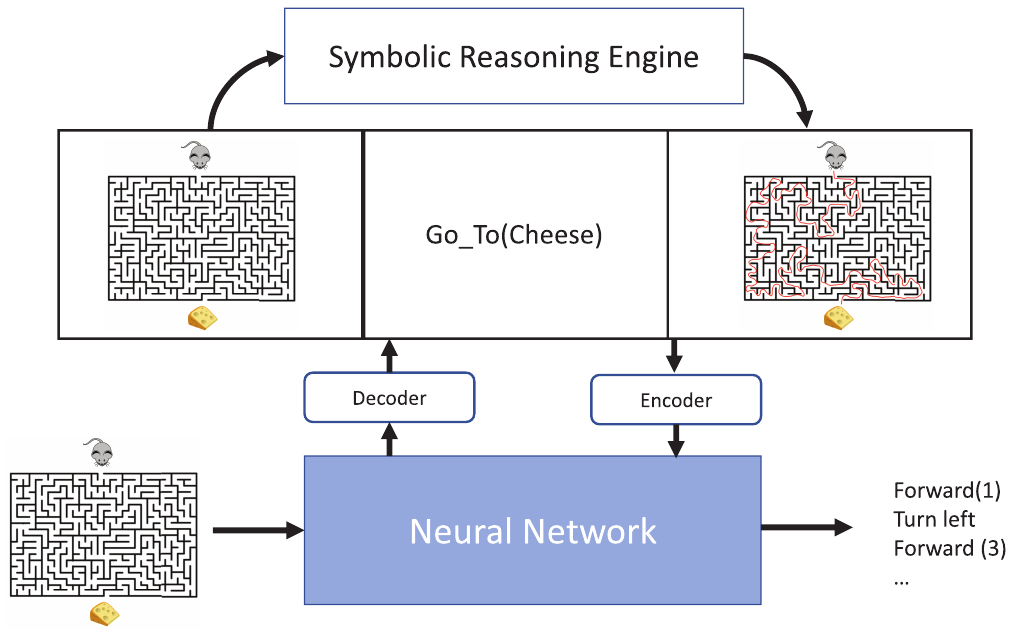 Symbolic Reasoning Engine
Go_To(Cheese)
Decoder
Encoder
Neural Network
Forward(1)
Turn left
Forward (3)
...